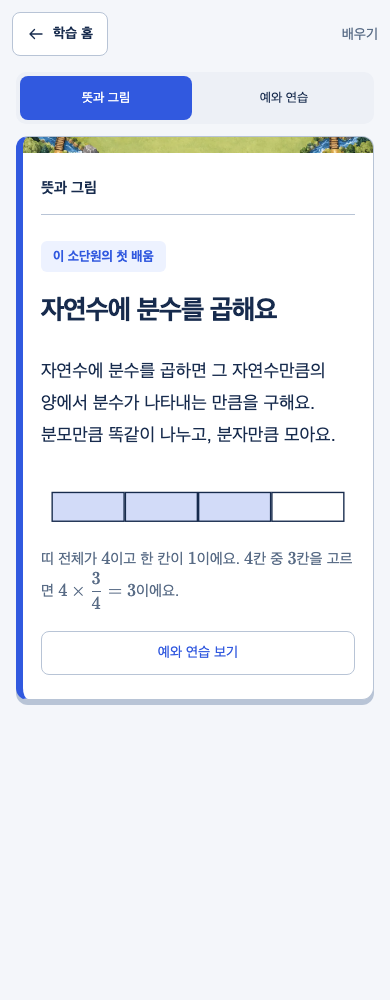 ← 학습 홈
배우기
뜻과 그림
예와 연습
뜻과 그림
이 소단원의 첫 배움
자연수에 분수를 곱해요
자연수에 분수를 곱하면 그 자연수만큼의
양에서 분수가 나타내는 만큼을 구해요.
분모만큼 똑같이 나누고, 분자만큼 모아요.
띠 전체가 4이고 한 칸이 1이에요. 4칸 중 3칸을 고르
면 4 × 3/4 = 3이에요.
예와 연습 보기